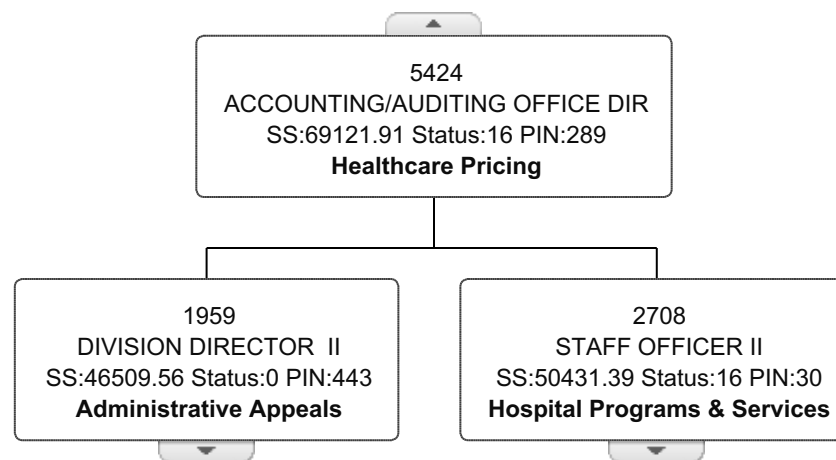 5424
ACCOUNTING/AUDITING OFFICE DIR
SS:69121.91 Status:16 PIN:289
Healthcare Pricing
1959
DIVISION DIRECTOR  II
SS:46509.56 Status:0 PIN:443
Administrative Appeals
2708
STAFF OFFICER II
SS:50431.39 Status:16 PIN:30
Hospital Programs & Services